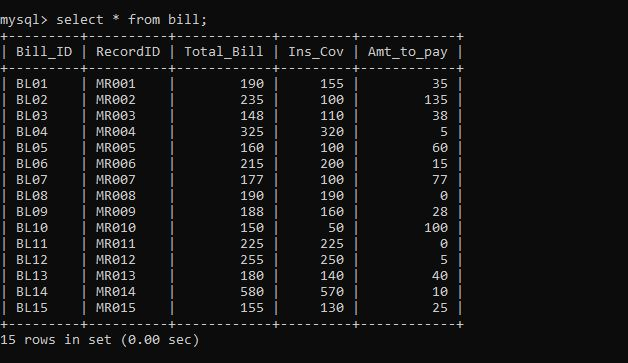 mysql> select * from bill;
+---------+----------+------------+---------+------------+
| Bill_ID | RecordID | Total_Bill | Ins_Cov | Amt_to_pay |
+---------+----------+------------+---------+------------+
| BL01    | MR001    |        190 |     155 |         35 |
| BL02    | MR002    |        235 |     100 |        135 |
| BL03    | MR003    |        148 |     110 |         38 |
| BL04    | MR004    |        325 |     320 |          5 |
| BL05    | MR005    |        160 |     100 |         60 |
| BL06    | MR006    |        215 |     200 |         15 |
| BL07    | MR007    |        177 |     100 |         77 |
| BL08    | MR008    |        190 |     190 |          0 |
| BL09    | MR009    |        188 |     160 |         28 |
| BL10    | MR010    |        150 |      50 |        100 |
| BL11    | MR011    |        225 |     225 |          0 |
| BL12    | MR012    |        255 |     250 |          5 |
| BL13    | MR013    |        180 |     140 |         40 |
| BL14    | MR014    |        580 |     570 |         10 |
| BL15    | MR015    |        155 |     130 |         25 |
+---------+----------+------------+---------+------------+
15 rows in set (0.00 sec)